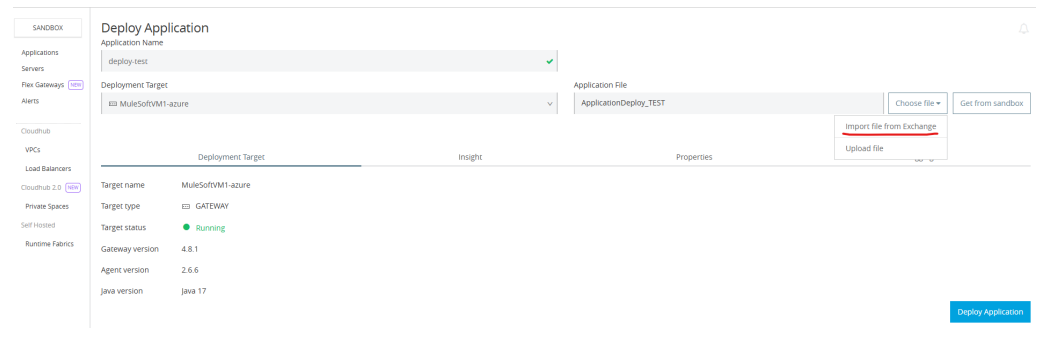 SANDBOX
Applications
Servers
Flex Gateways NEW
Alerts
Cloudhub
VPCs
Load Balancers
Cloudhub 2.0 NEW
Private Spaces
Self Hosted
Runtime Fabrics
Deploy Application
Application Name
deploy-test
Deployment Target
MuleSoftVM1-azure
Application File
ApplicationDeploy_TEST
Choose file
Get from sandbox
Import file from Exchange
Upload file
Deployment Target
Insight
Properties
Target name MuleSoftVM1-azure
Target type GATEWAY
Target status Running
Gateway version 4.8.1
Agent version 2.6.6
Java version Java 17
Deploy Application